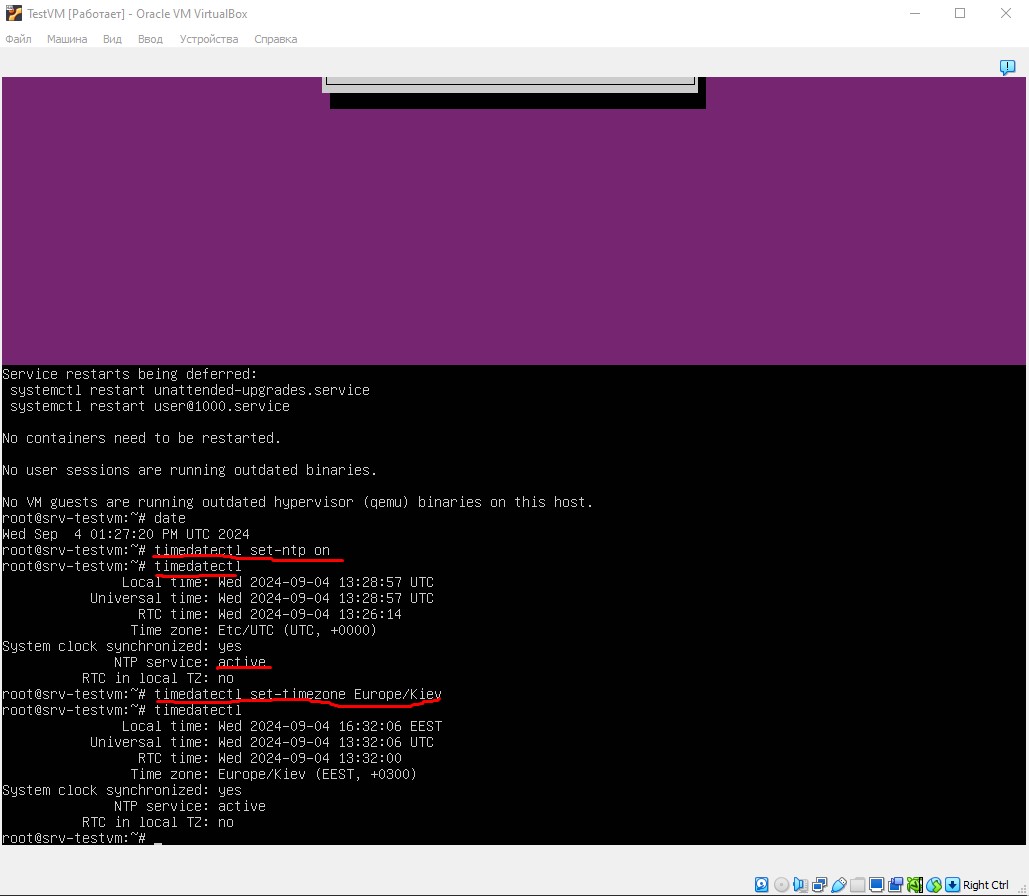 TestVM [Работает] - Oracle VM VirtualBox
Файл Машина Вид Ввод Устройства Справка
Service restarts being deferred:
 systemctl restart unattended-upgrades.service
 systemctl restart user@1000.service
No containers need to be restarted.
No user sessions are running outdated binaries.
No VM guests are running outdated hypervisor (qemu) binaries on this host.
root@srv-testvm:~# date
Wed Sep  4 01:27:20 PM UTC 2024
root@srv-testvm:~# timedatectl set-ntp on
root@srv-testvm:~# timedatectl
               Local time: Wed 2024-09-04 13:28:57 UTC
           Universal time: Wed 2024-09-04 13:28:57 UTC
                 RTC time: Wed 2024-09-04 13:26:14
                Time zone: Etc/UTC (UTC, +0000)
System clock synchronized: yes
              NTP service: active
          RTC in local TZ: no
root@srv-testvm:~# timedatectl set-timezone Europe/Kiev
root@srv-testvm:~# timedatectl
               Local time: Wed 2024-09-04 16:32:06 EEST
           Universal time: Wed 2024-09-04 13:32:06 UTC
                 RTC time: Wed 2024-09-04 13:32:00
                Time zone: Europe/Kiev (EEST, +0300)
System clock synchronized: yes
              NTP service: active
          RTC in local TZ: no
root@srv-testvm:~# _
Right Ctrl